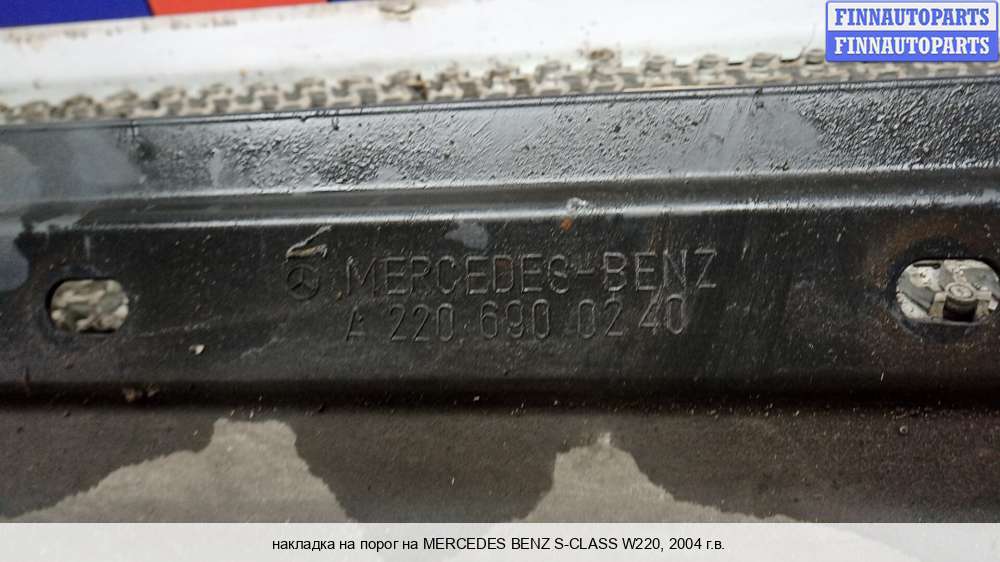 FINNAUTOPARTS
FINNAUTOPARTS
MERCEDES-BENZ
A 220 690 02 40
накладка на порог на MERCEDES BENZ S-CLASS W220, 2004 г.в.